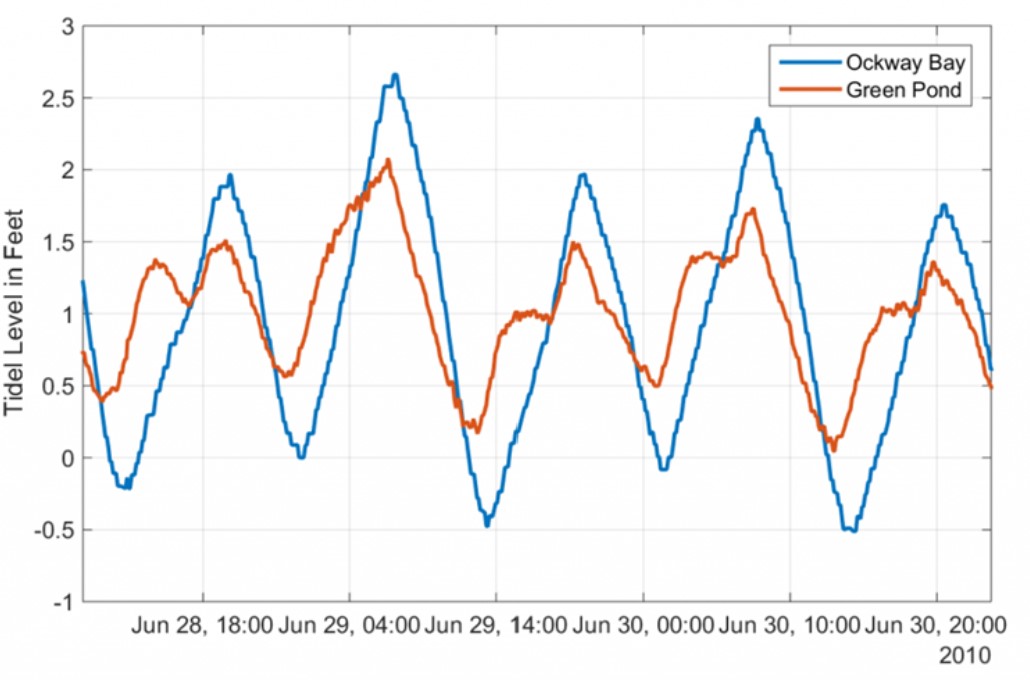 3
2.5
2
1.5
1
0.5
0
-0.5
-1
Tidel Level in Feet
Ockway Bay
Green Pond
Jun 28, 18:00 Jun 29, 04:00 Jun 29, 14:00 Jun 30, 00:00 Jun 30, 10:00 Jun 30, 20:00
2010